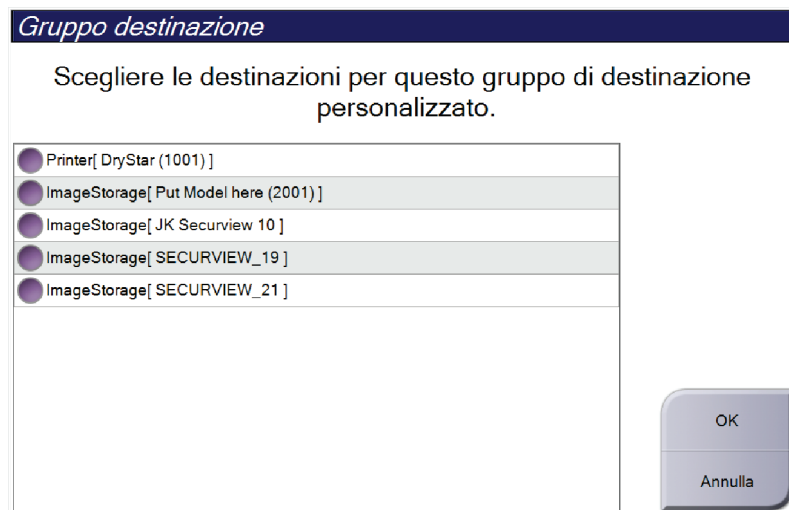 Gruppo destinazione
Scegliere le destinazioni per questo gruppo di destinazione
personalizzato.
Printer[ DryStar (1001) ]
ImageStorage[ Put Model here (2001) ]
ImageStorage[ JK Securview 10 ]
ImageStorage[ SECURVIEW_19 ]
ImageStorage[ SECURVIEW_21 ]
OK
Annulla